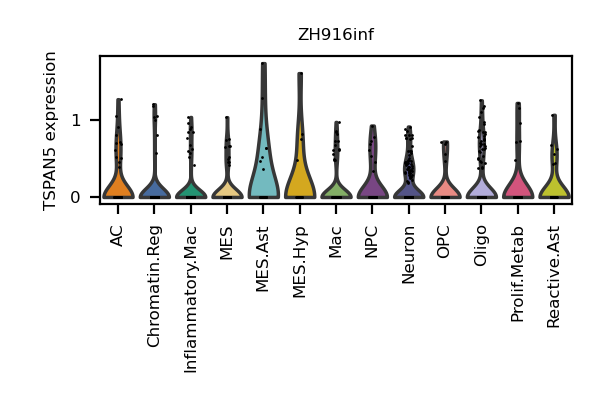 ZH916inf
TSPAN5 expression
1
0
AC
Chromatin.Reg
Inflammatory.Mac
MES
MES.Ast
MES.Hyp
Mac
NPC
Neuron
OPC
Oligo
Prolif.Metab
Reactive.Ast